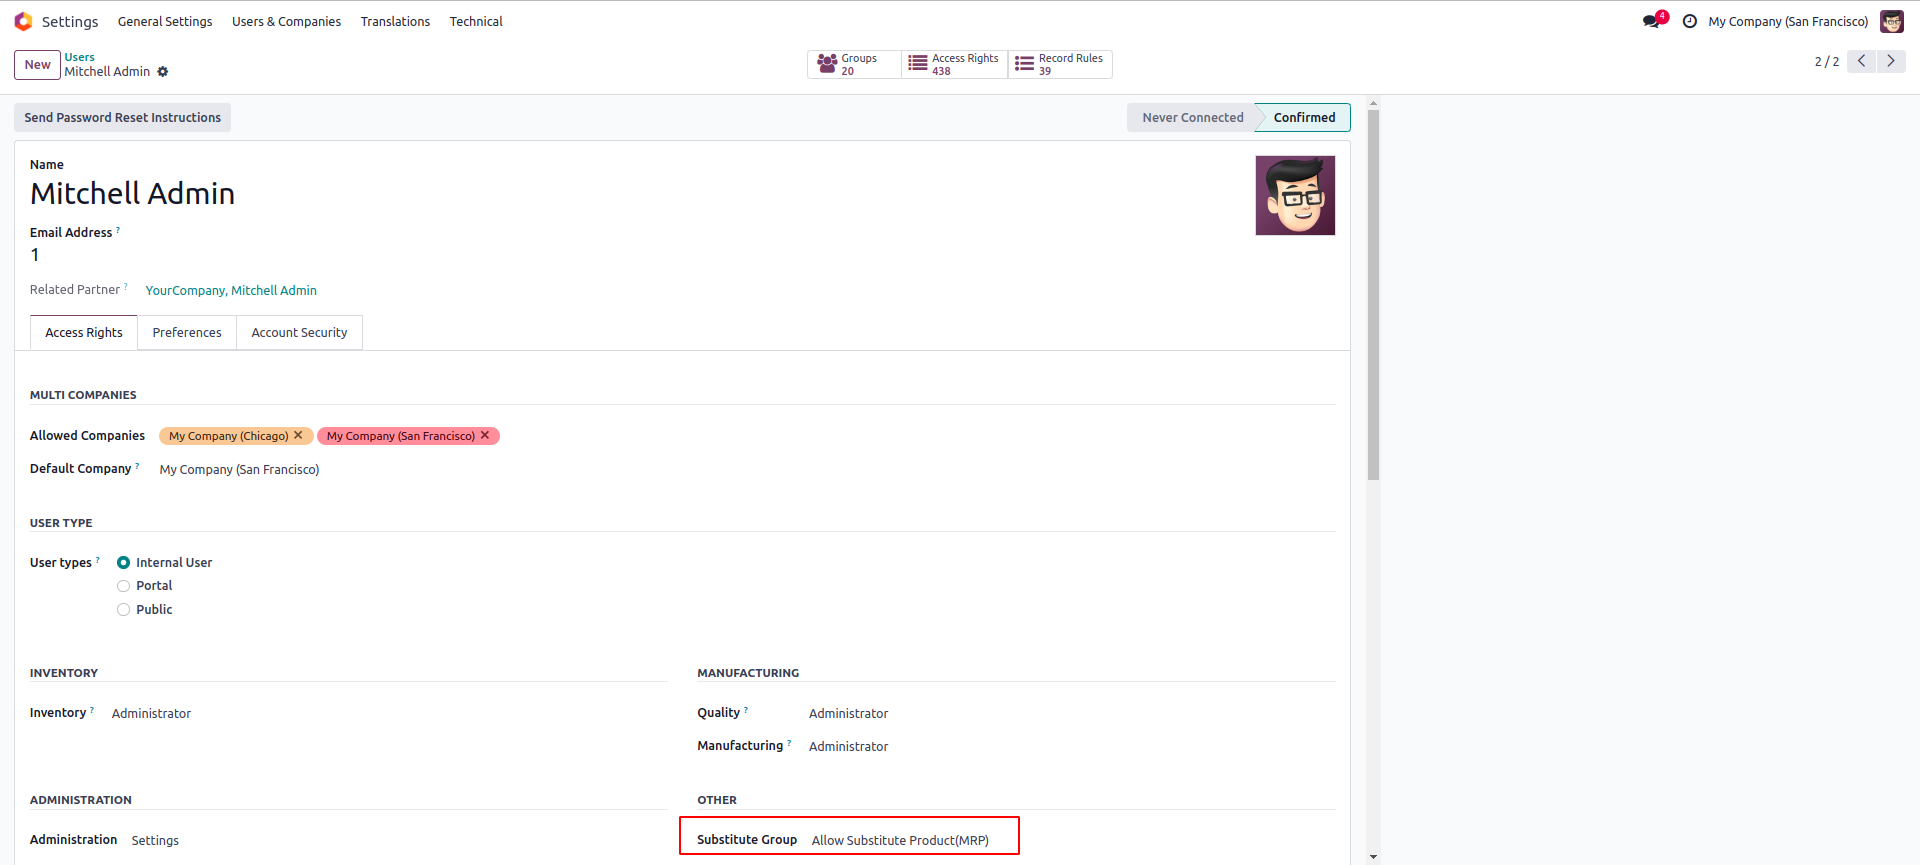 Settings General Settings Users & Companies Translations Technical 4 My Company (San Francisco)
New Users
Mitchell Admin
Groups 20
Access Rights 438
Record Rules 39
2 / 2
Send Password Reset Instructions
Never Connected Confirmed
Name
Mitchell Admin
Email Address ?
1
Related Partner ? YourCompany, Mitchell Admin
Access Rights Preferences Account Security
MULTI COMPANIES
Allowed Companies My Company (Chicago) ✕ My Company (San Francisco) ✕
Default Company ? My Company (San Francisco)
USER TYPE
User types ? Internal User
Portal
Public
INVENTORY MANUFACTURING
Inventory ? Administrator Quality ? Administrator
Manufacturing ? Administrator
ADMINISTRATION OTHER
Administration Settings Substitute Group Allow Substitute Product(MRP)